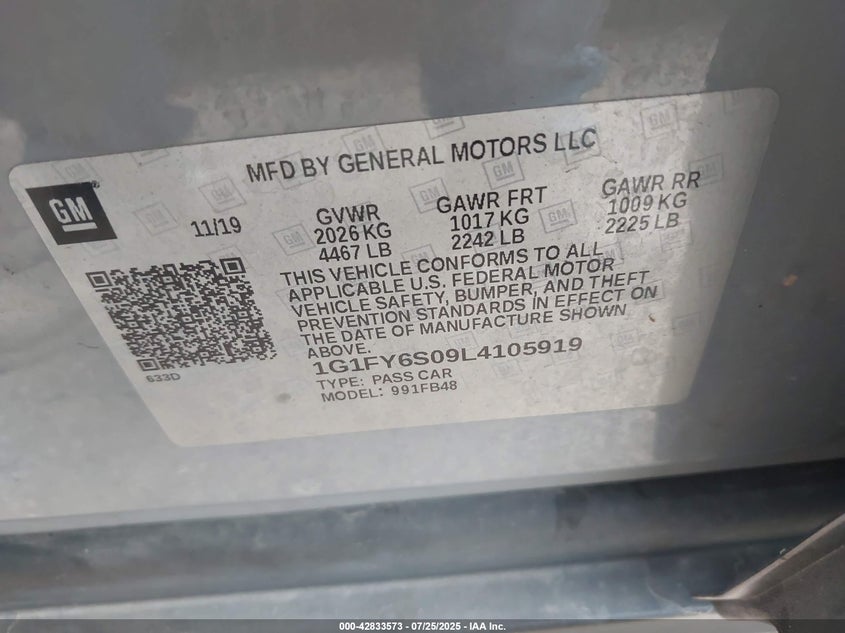 MFD BY GENERAL MOTORS LLC
GM
11/19
GVWR
2026 KG
4467 LB
GAWR FRT
1017 KG
2242 LB
GAWR RR
1009 KG
2225 LB
THIS VEHICLE CONFORMS TO ALL
APPLICABLE U.S. FEDERAL MOTOR
VEHICLE SAFETY, BUMPER, AND THEFT
PREVENTION STANDARDS IN EFFECT ON
THE DATE OF MANUFACTURE SHOWN
ABOVE.
1G1FY6S09L4105919
TYPE: PASS CAR
MODEL: 991FB48
633D
000-42833573 - 07/25/2025 - IAA Inc.